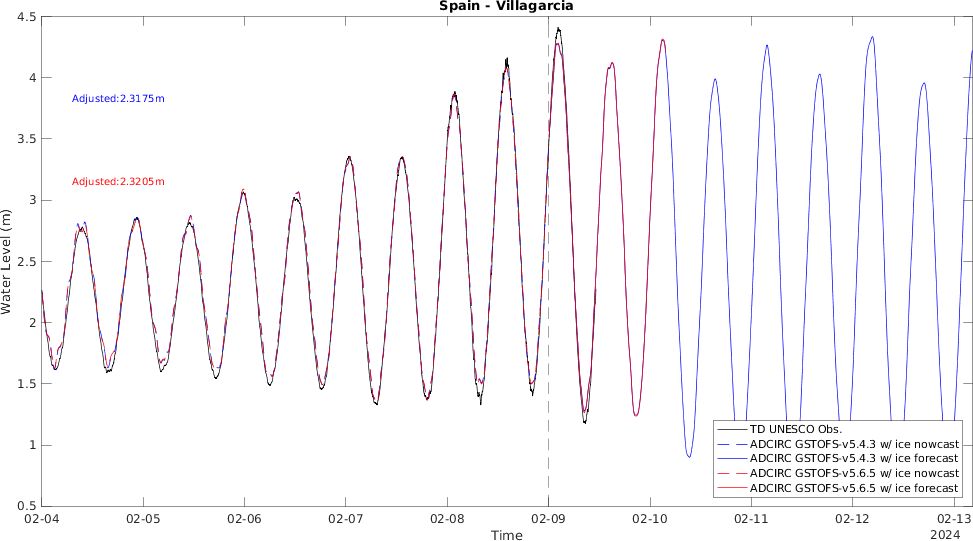 Spain - Villagarcia
4.5
4
3.5
3
2.5
2
1.5
1
0.5
Water Level (m)
Adjusted:2.3175m
Adjusted:2.3205m
TD UNESCO Obs.
ADCIRC GSTOFS-v5.4.3 w/ ice nowcast
ADCIRC GSTOFS-v5.4.3 w/ ice forecast
ADCIRC GSTOFS-v5.6.5 w/ ice nowcast
ADCIRC GSTOFS-v5.6.5 w/ ice forecast
02-04 02-05 02-06 02-07 02-08 02-09 02-10 02-11 02-12 02-13
2024
Time